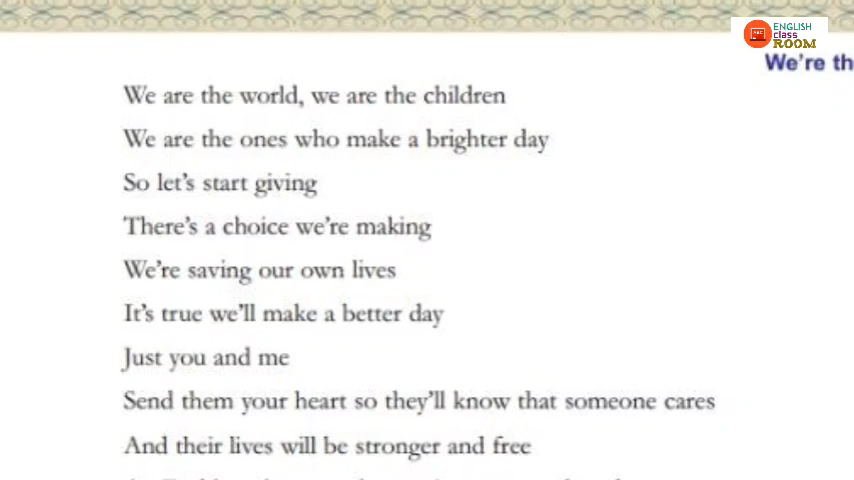 ENGLISH
class
ROOM
We're th
We are the world, we are the children
We are the ones who make a brighter day
So let's start giving
There's a choice we're making
We're saving our own lives
It's true we'll make a better day
Just you and me
Send them your heart so they'll know that someone cares
And their lives will be stronger and free